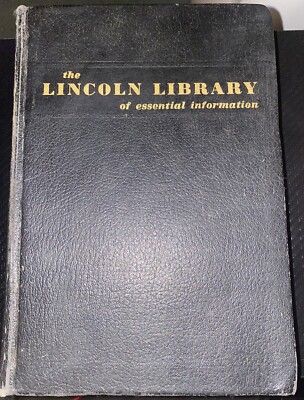 the
LINCOLN LIBRARY
of essential information